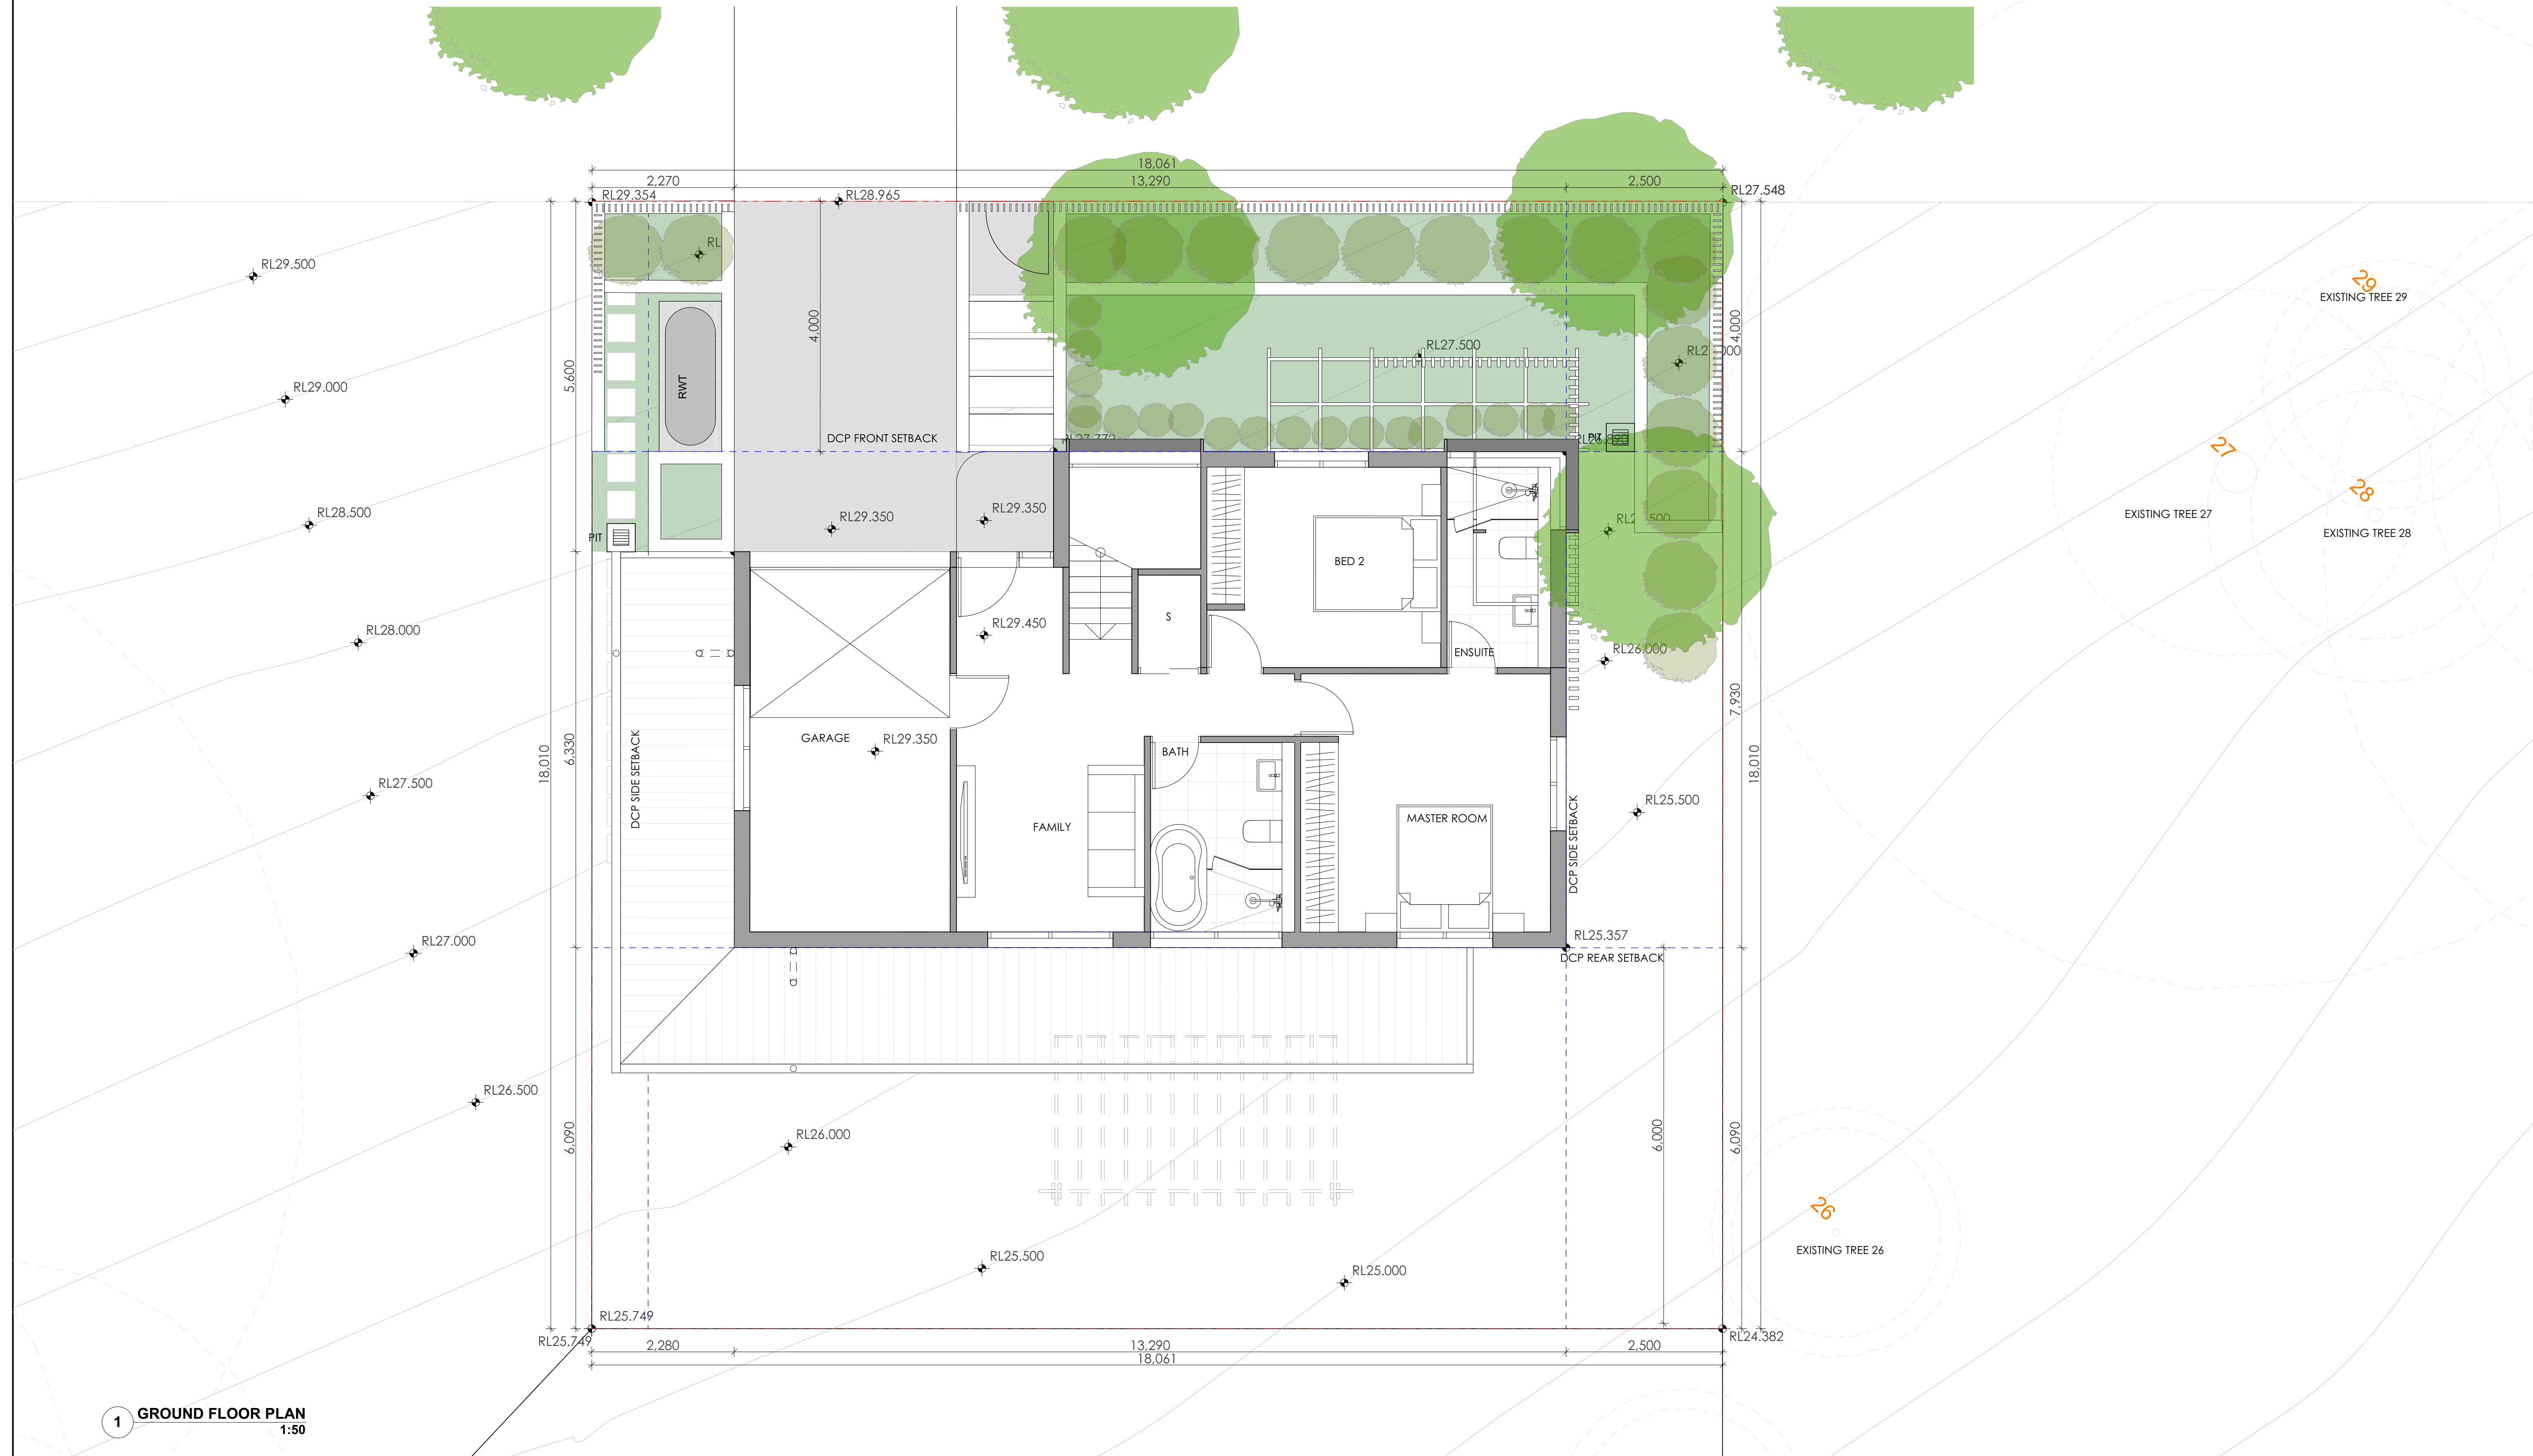 18,061
2,270
13,290
2,500
RL29.354
RL28.965
RL27.548
RL
RL29.500
29
EXISTING TREE 29
4,000
4,000
RL27.500
RL29.000
5,600
RWT
DCP FRONT SETBACK
PIT
27
28
RL29.350
RL29.350
RL28.500
EXISTING TREE 27
EXISTING TREE 28
PIT
BED 2
S
RL29.450
RL28.000
ENSUITE
RL26.000
7,930
GARAGE
RL29.350
BATH
6,330
18,010
18,010
DCP SIDE SETBACK
RL27.500
RL25.500
MASTER ROOM
FAMILY
DCP SIDE SETBACK
RL27.000
RL25.357
DCP REAR SETBACK
RL26.500
6,090
RL26.000
6,000
6,090
26
EXISTING TREE 26
RL25.500
RL25.000
RL25.749
RL25.749
RL24.382
2,280
13,290
2,500
18,061
1
GROUND FLOOR PLAN
1:50